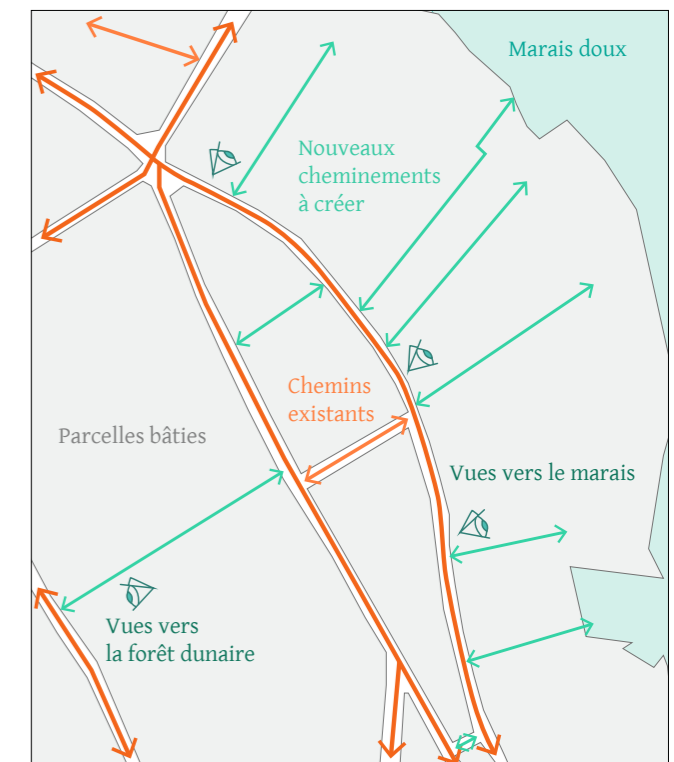 Marais doux
Nouveaux
cheminements
à créer
Chemins
existants
Parcelles bâties
Vues vers le marais
Vues vers
la forêt dunaire